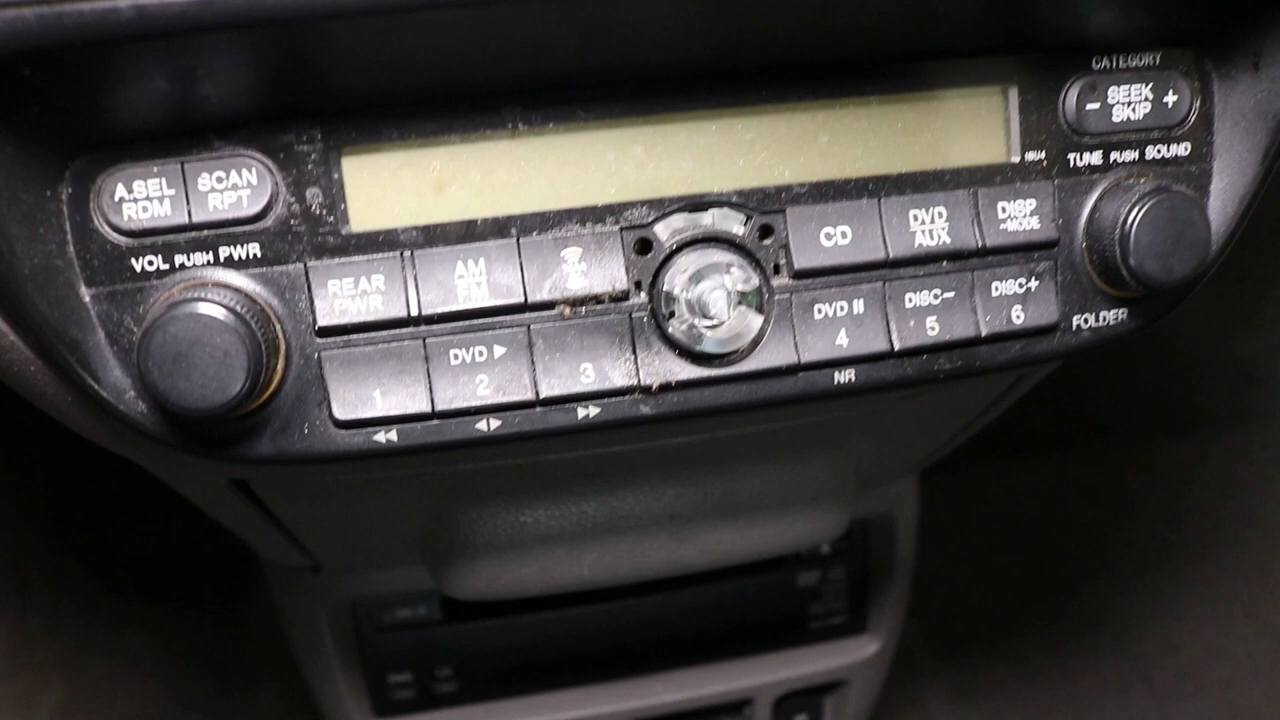 CATEGORY
- SEEK SKIP +
1BU4
TUNE PUSH SOUND
A.SEL
RDM
SCAN
RPT
VOL PUSH PWR
REAR
PWR
AM
FM
CD
DVD
AUX
DISP
~MODE
1
DVD ▶
2
3
DVD II
4
DISC-
5
DISC+
6
FOLDER
NR